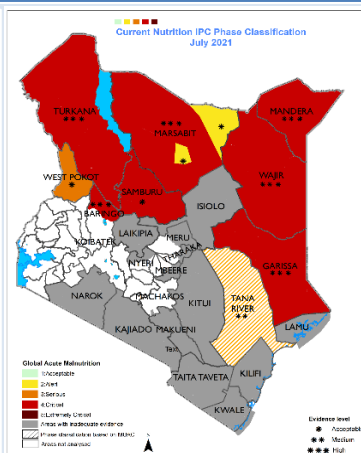 Current Nutrition IPC Phase Classification
July 2021
TURKANA
MANDERA
MARSABIT
WAJIR
WEST POKOT
SAMBURU
ISIOLO
BARINGO
KOIBATEK
LAIKIPIA
MERU
THARAKA
NYERI
MBEERE
GARISSA
MACHAKOS
KITUI
TANA
RIVER
NAROK
LAMU
KAJIADO
MAKUENI
Text
TAITA TAVETA
KILIFI
KWALE
Global Acute Malnutrition
1:Acceptable
2:Alert
3:Serious
4:Critical
5:Extremely Critical
Areas with inadequate evidence
Phase classification based on MUAC
Areas not analysed
Evidence level
* Acceptable
** Medium
*** High